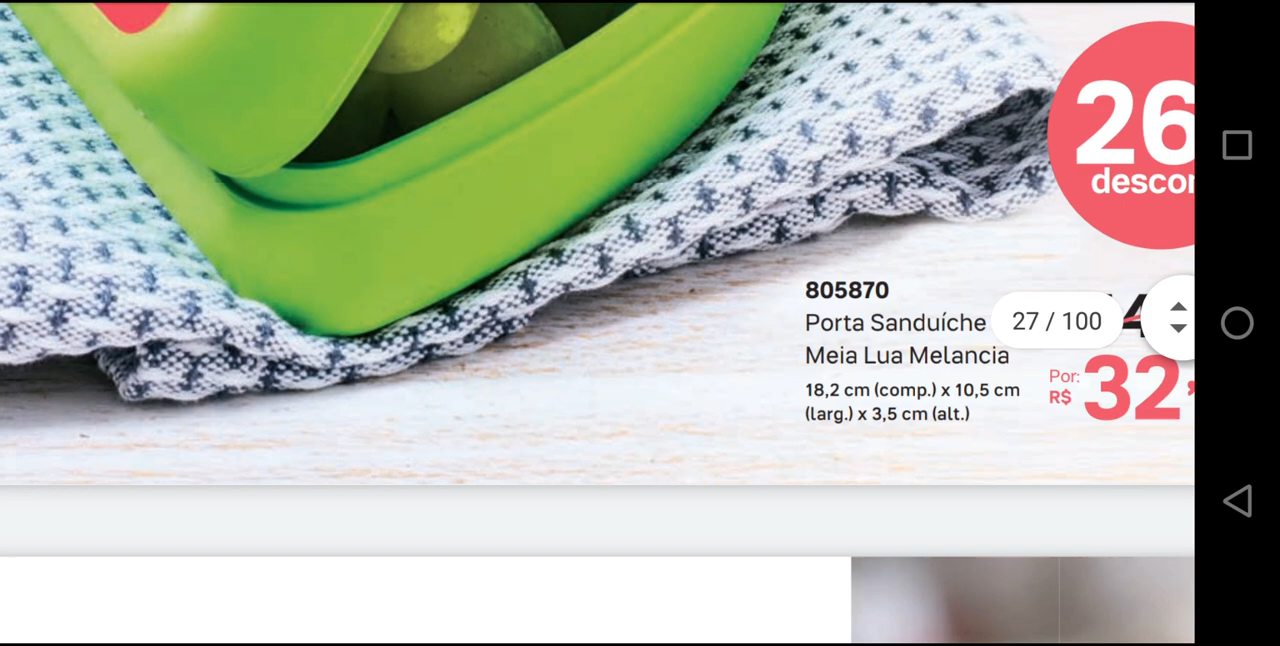 26
805870
Porta Sanduíche
27 / 100
Meia Lua Melancia
Por:
R$
32
18,2 cm (comp.) x 10,5 cm
(larg.) x 3,5 cm (alt.)